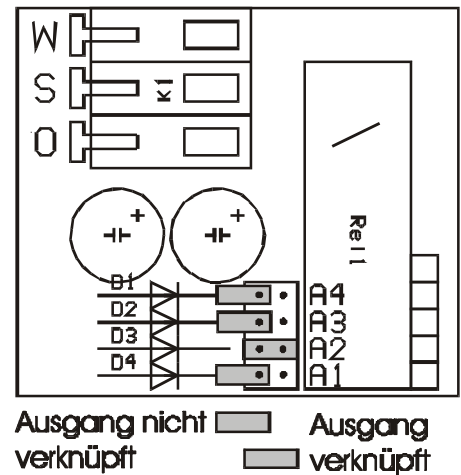 W
S
K1
O
+
+
Rel1
D1
A4
D2
A3
D3
A2
D4
A1
Ausgang nicht
verknüpft
Ausgang
verknüpft